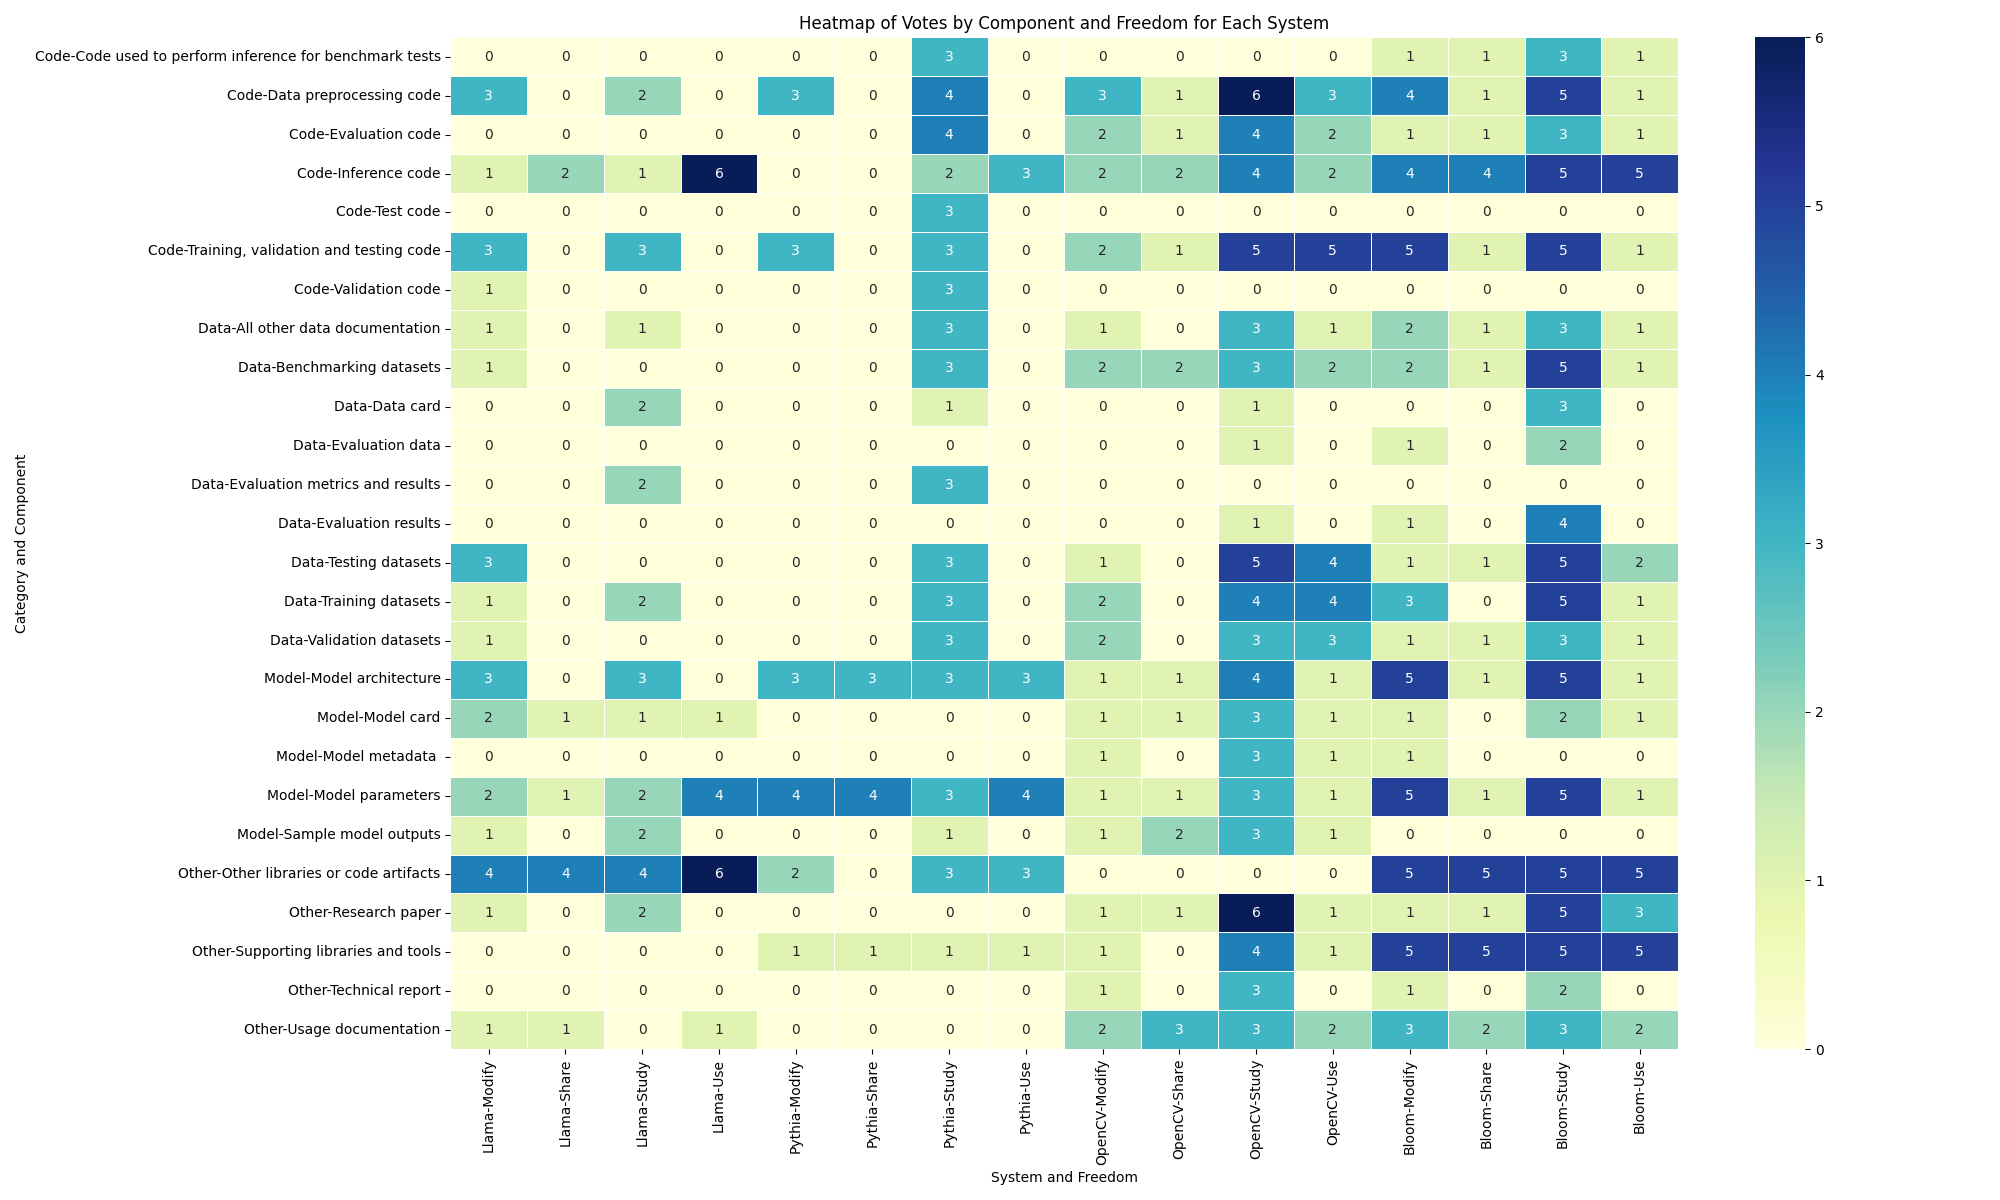 Heatmap of Votes by Component and Freedom for Each System
Code-Code used to perform inference for benchmark tests 0 0 0 0 0 0 3 0 0 0 0 0 1 1 3 1
Code-Data preprocessing code 3 0 2 0 3 0 4 0 3 1 6 3 4 1 5 1
Code-Evaluation code 0 0 0 0 0 0 4 0 2 1 4 2 1 1 3 1
Code-Inference code 1 2 1 6 0 0 2 3 2 2 4 2 4 4 5 5
Code-Test code 0 0 0 0 0 0 3 0 0 0 0 0 0 0 0 0
Code-Training, validation and testing code 3 0 3 0 3 0 3 0 2 1 5 5 5 1 5 1
Code-Validation code 1 0 0 0 0 0 3 0 0 0 0 0 0 0 0 0
Data-All other data documentation 1 0 1 0 0 0 3 0 1 0 3 1 2 1 3 1
Data-Benchmarking datasets 1 0 0 0 0 0 3 0 2 2 3 2 2 1 5 1
Data-Data card 0 0 2 0 0 0 1 0 0 0 1 0 0 0 3 0
Data-Evaluation data 0 0 0 0 0 0 0 0 0 0 1 0 1 0 2 0
Data-Evaluation metrics and results 0 0 2 0 0 0 3 0 0 0 0 0 0 0 0 0
Data-Evaluation results 0 0 0 0 0 0 0 0 0 0 1 0 1 0 4 0
Data-Testing datasets 3 0 0 0 0 0 3 0 1 0 5 4 1 1 5 2
Data-Training datasets 1 0 2 0 0 0 3 0 2 0 4 4 3 0 5 1
Data-Validation datasets 1 0 0 0 0 0 3 0 2 0 3 3 1 1 3 1
Model-Model architecture 3 0 3 0 3 3 3 3 1 1 4 1 5 1 5 1
Model-Model card 2 1 1 1 0 0 0 0 1 1 3 1 1 0 2 1
Model-Model metadata 0 0 0 0 0 0 0 0 1 0 3 1 1 0 0 0
Model-Model parameters 2 1 2 4 4 4 3 4 1 1 3 1 5 1 5 1
Model-Sample model outputs 1 0 2 0 0 0 1 0 1 2 3 1 0 0 0 0
Other-Other libraries or code artifacts 4 4 4 6 2 0 3 3 0 0 0 0 5 5 5 5
Other-Research paper 1 0 2 0 0 0 0 0 1 1 6 1 1 1 5 3
Other-Supporting libraries and tools 0 0 0 0 1 1 1 1 1 0 4 1 5 5 5 5
Other-Technical report 0 0 0 0 0 0 0 0 1 0 3 0 1 0 2 0
Other-Usage documentation 1 1 0 1 0 0 0 0 2 3 3 2 3 2 3 2
Category and Component
Llama-Modify
Llama-Share
Llama-Study
Llama-Use
Pythia-Modify
Pythia-Share
Pythia-Study
Pythia-Use
OpenCV-Modify
OpenCV-Share
OpenCV-Study
OpenCV-Use
Bloom-Modify
Bloom-Share
Bloom-Study
Bloom-Use
System and Freedom
6
5
4
3
2
1
0